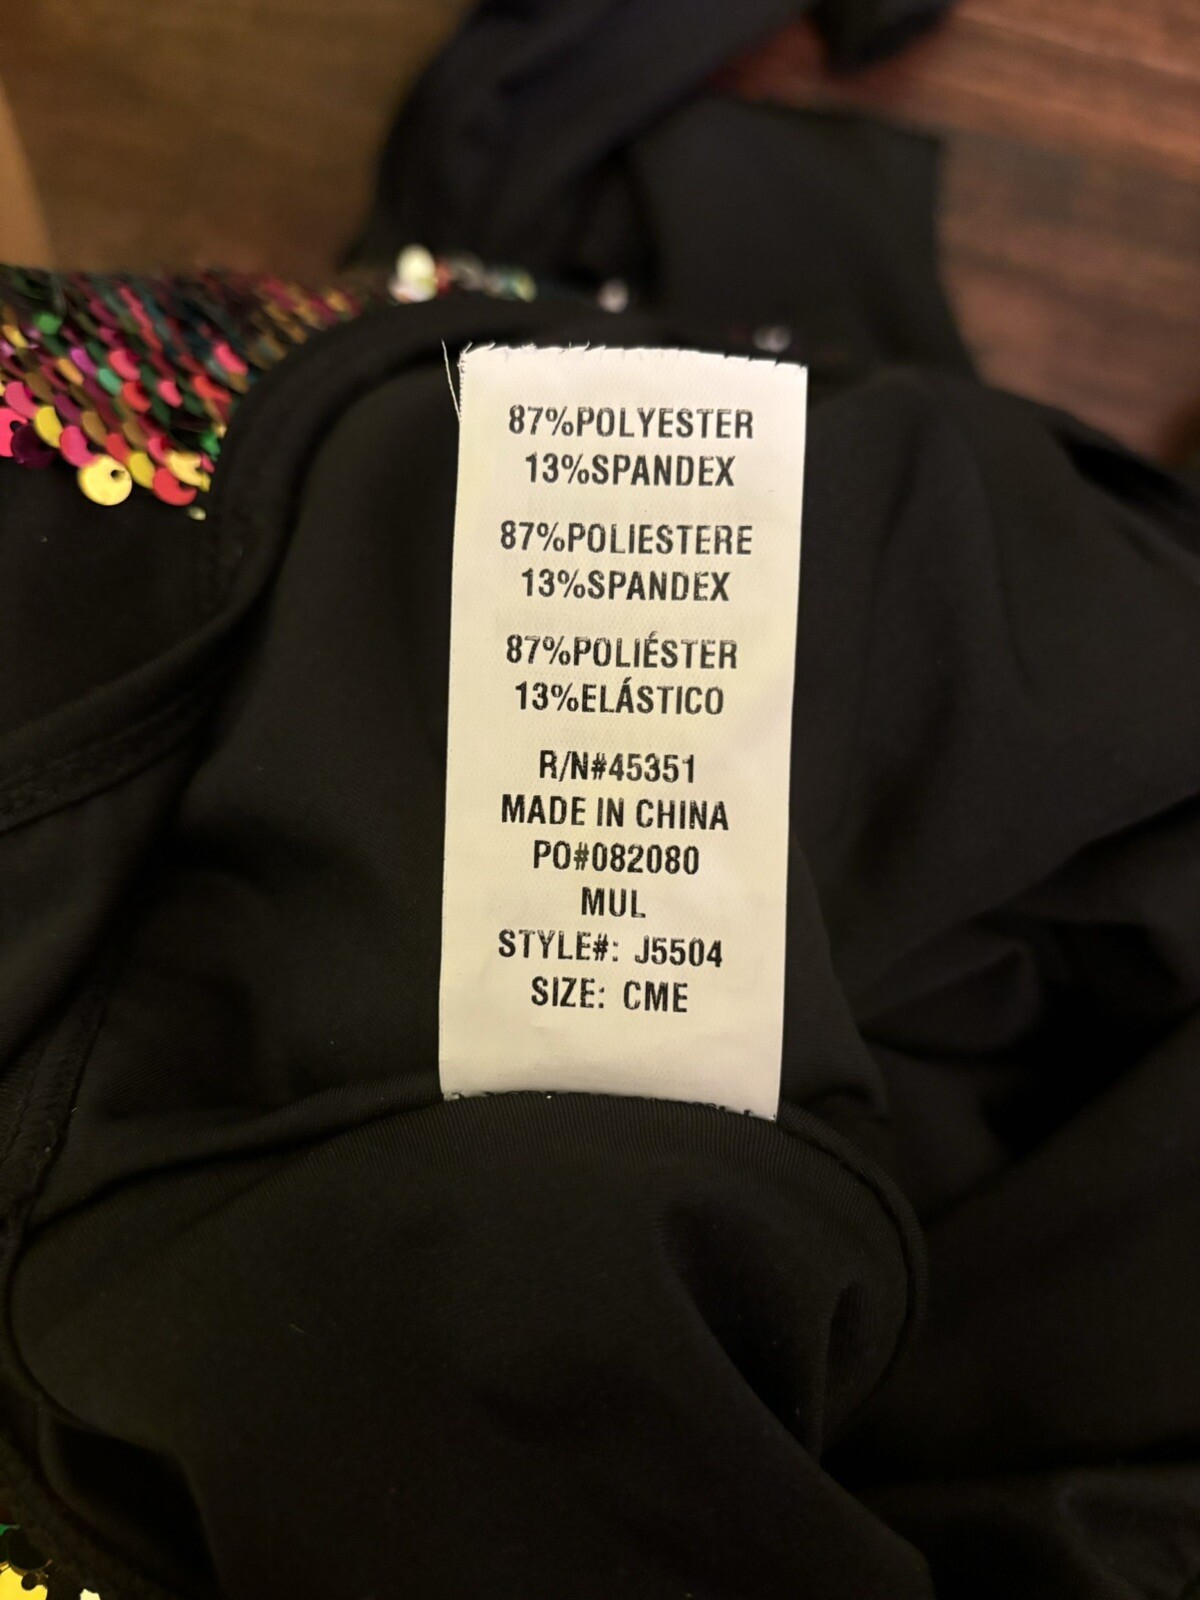 87%POLYESTER
13%SPANDEX
87%POLIESTERE
13%SPANDEX
87%POLIÉSTER
13%ELÁSTICO
R/N#45351
MADE IN CHINA
PO#082080
MUL
STYLE#: J5504
SIZE: CME